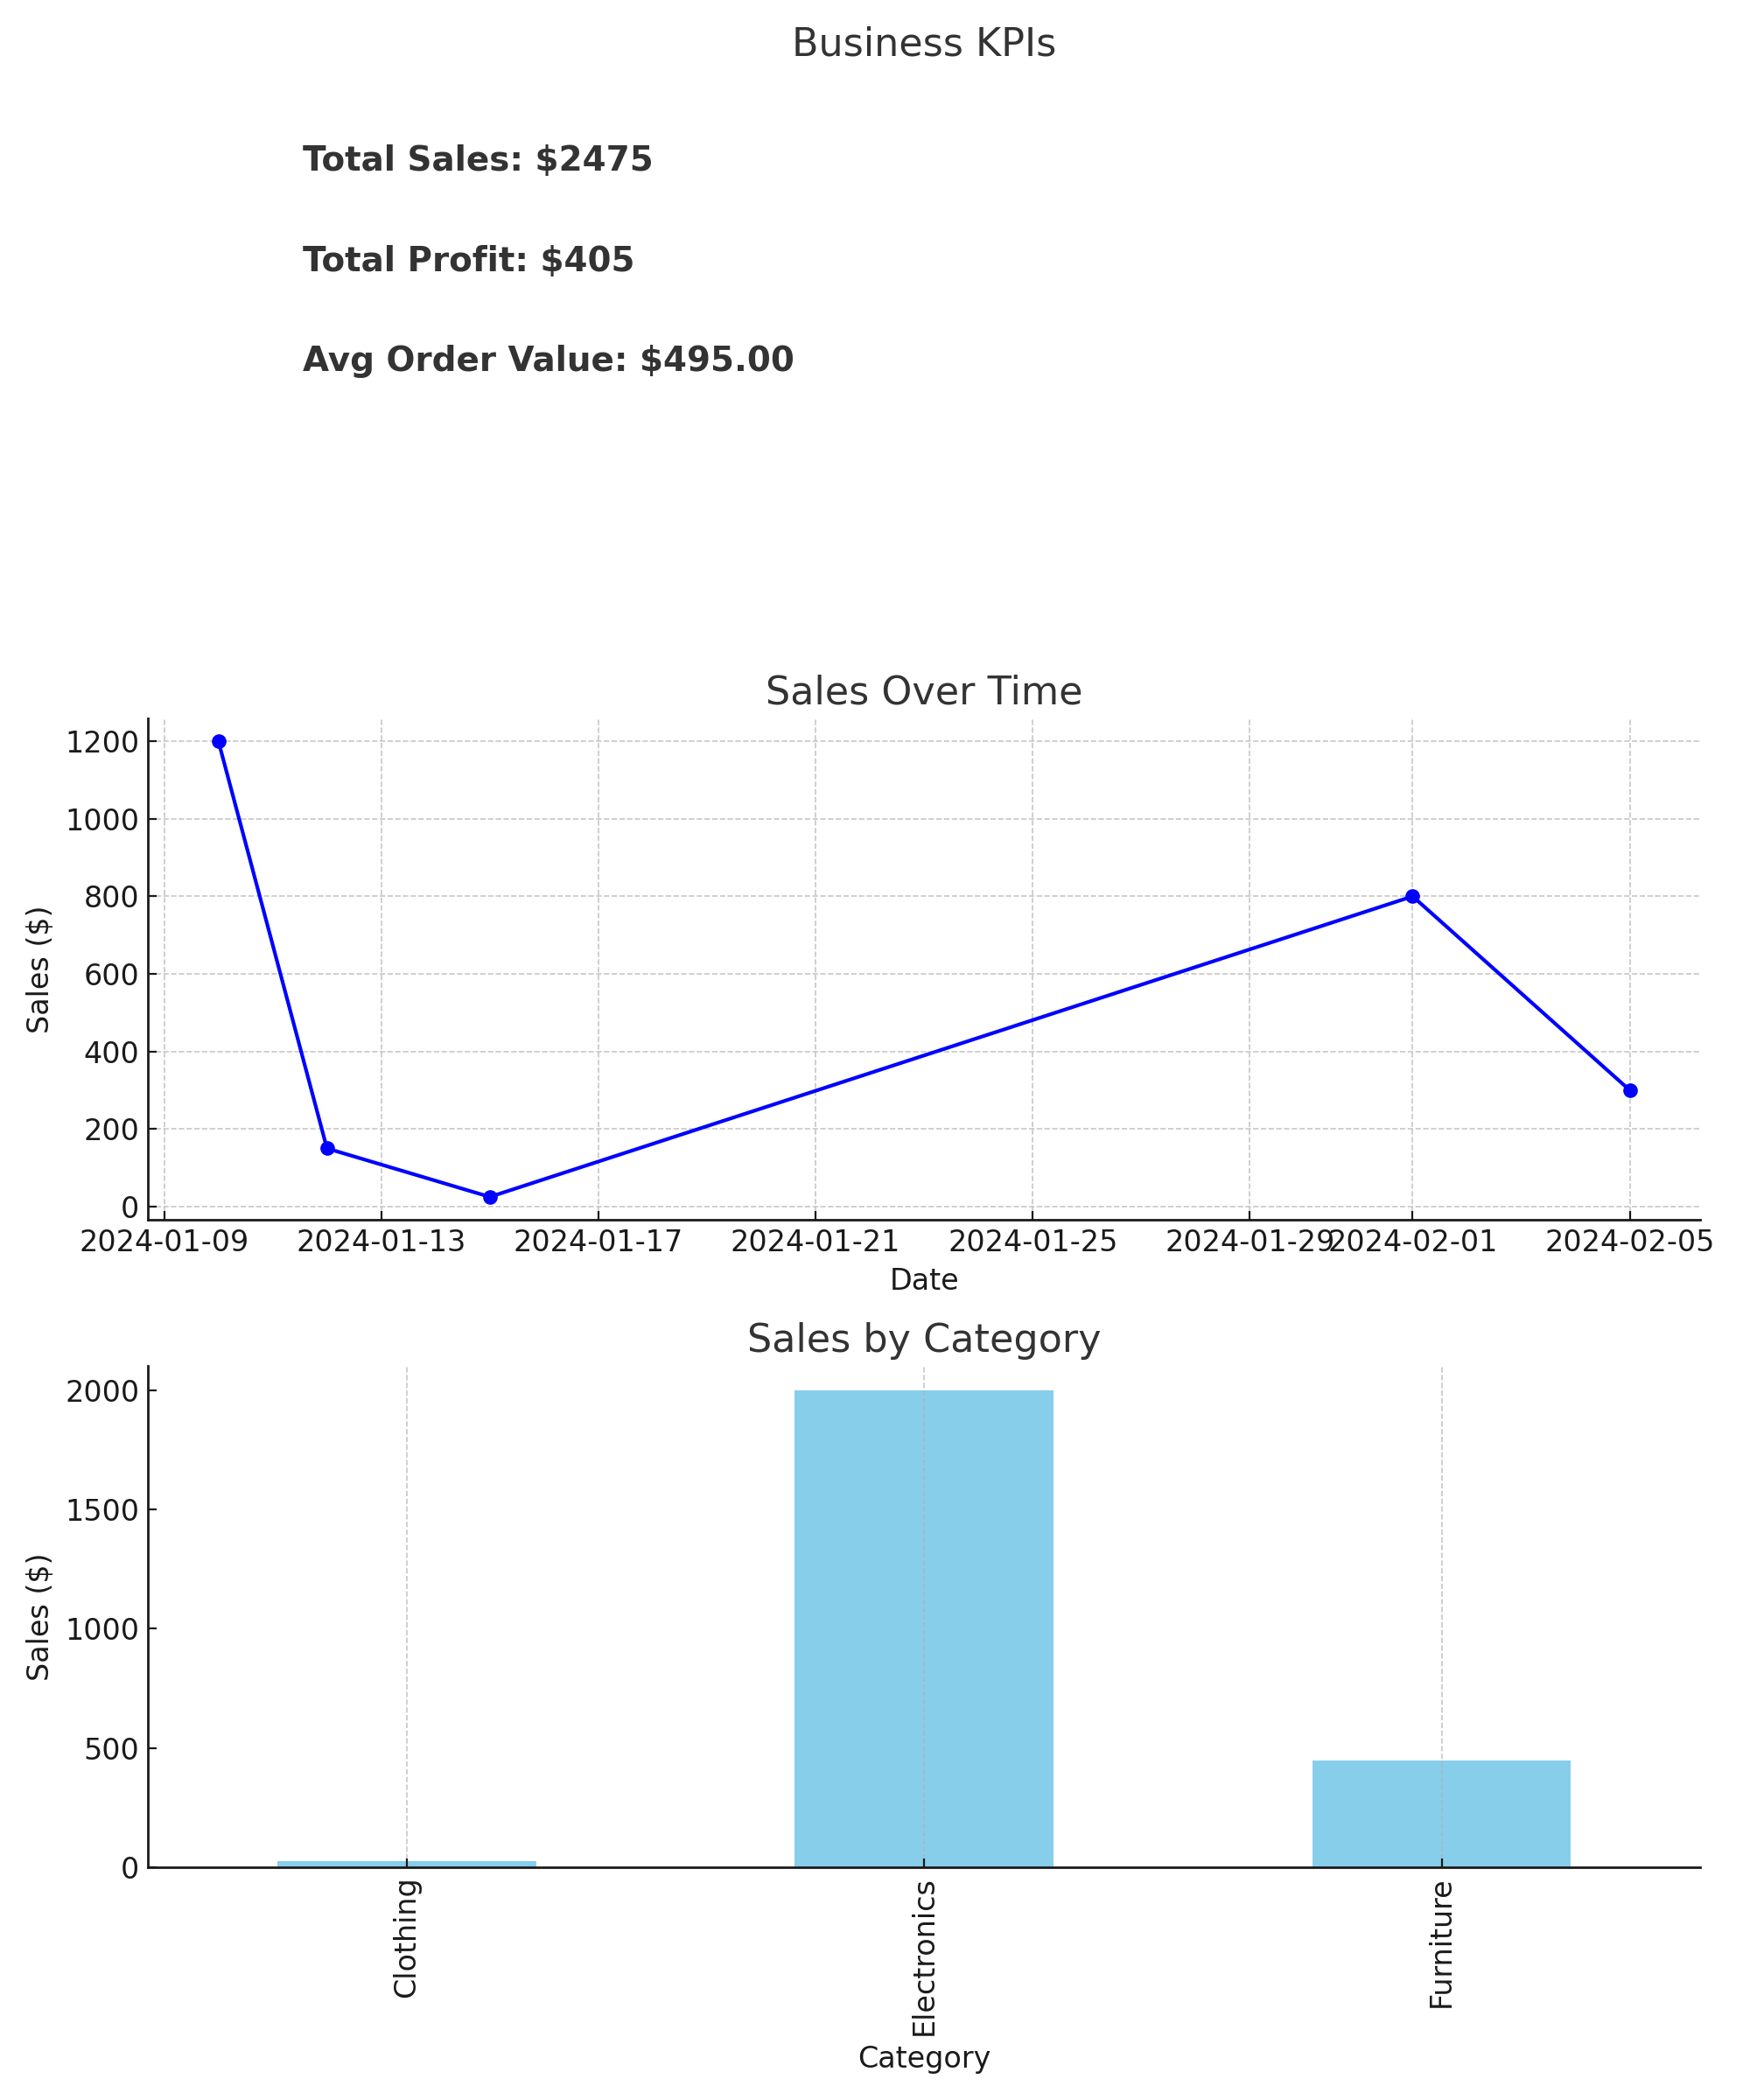 Business KPIs
Total Sales: $2475
Total Profit: $405
Avg Order Value: $495.00
Sales Over Time
1200
1000
800
600
400
200
0
Sales ($)
2024-01-09 2024-01-13 2024-01-17 2024-01-21 2024-01-25 2024-01-29 2024-02-01 2024-02-05
Date
Sales by Category
2000
1500
1000
500
0
Sales ($)
Clothing
Electronics
Furniture
Category